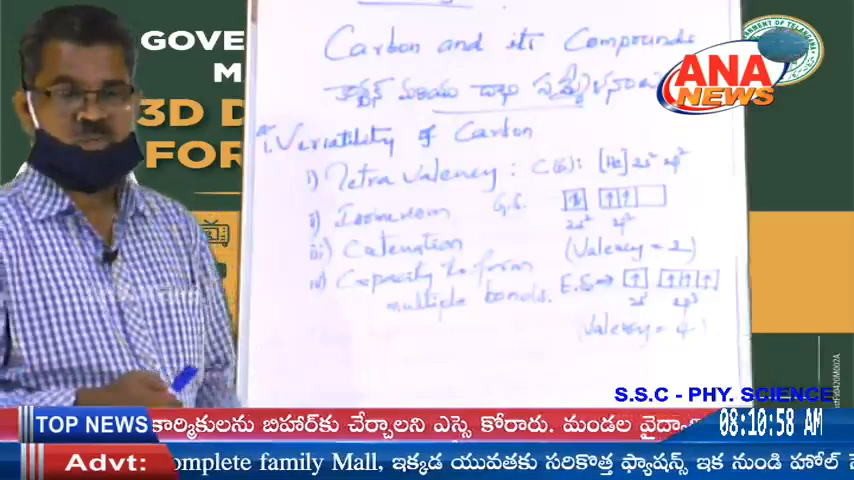 GOVE
M
3D D
FOR
Carbon and its Compounds
కార్బన్ మరియు దాని
ANA
NEWS
1. Versatility of Carbon
i) Tetra Valency : C(6): [He] 2s² 2p²
ii) Isomerism G.S.
2s² 2p²
iii) Catenation (Valency = 2)
iv) Capacity to form
multiple bonds. E.S⇒
2s¹ 2p³
(Valency = 4)
S.S.C - PHY. SCIENCE
TOP NEWS కార్మికులను బిహార్‌కు చేర్చాలని ఎస్సై కోరారు. మండల
08:10:58 AM
Advt: omplete family Mall, ఇక్కడ యువతకు సరికొత్త ఫ్యాషన్స్ ఇక నుండి హోల్